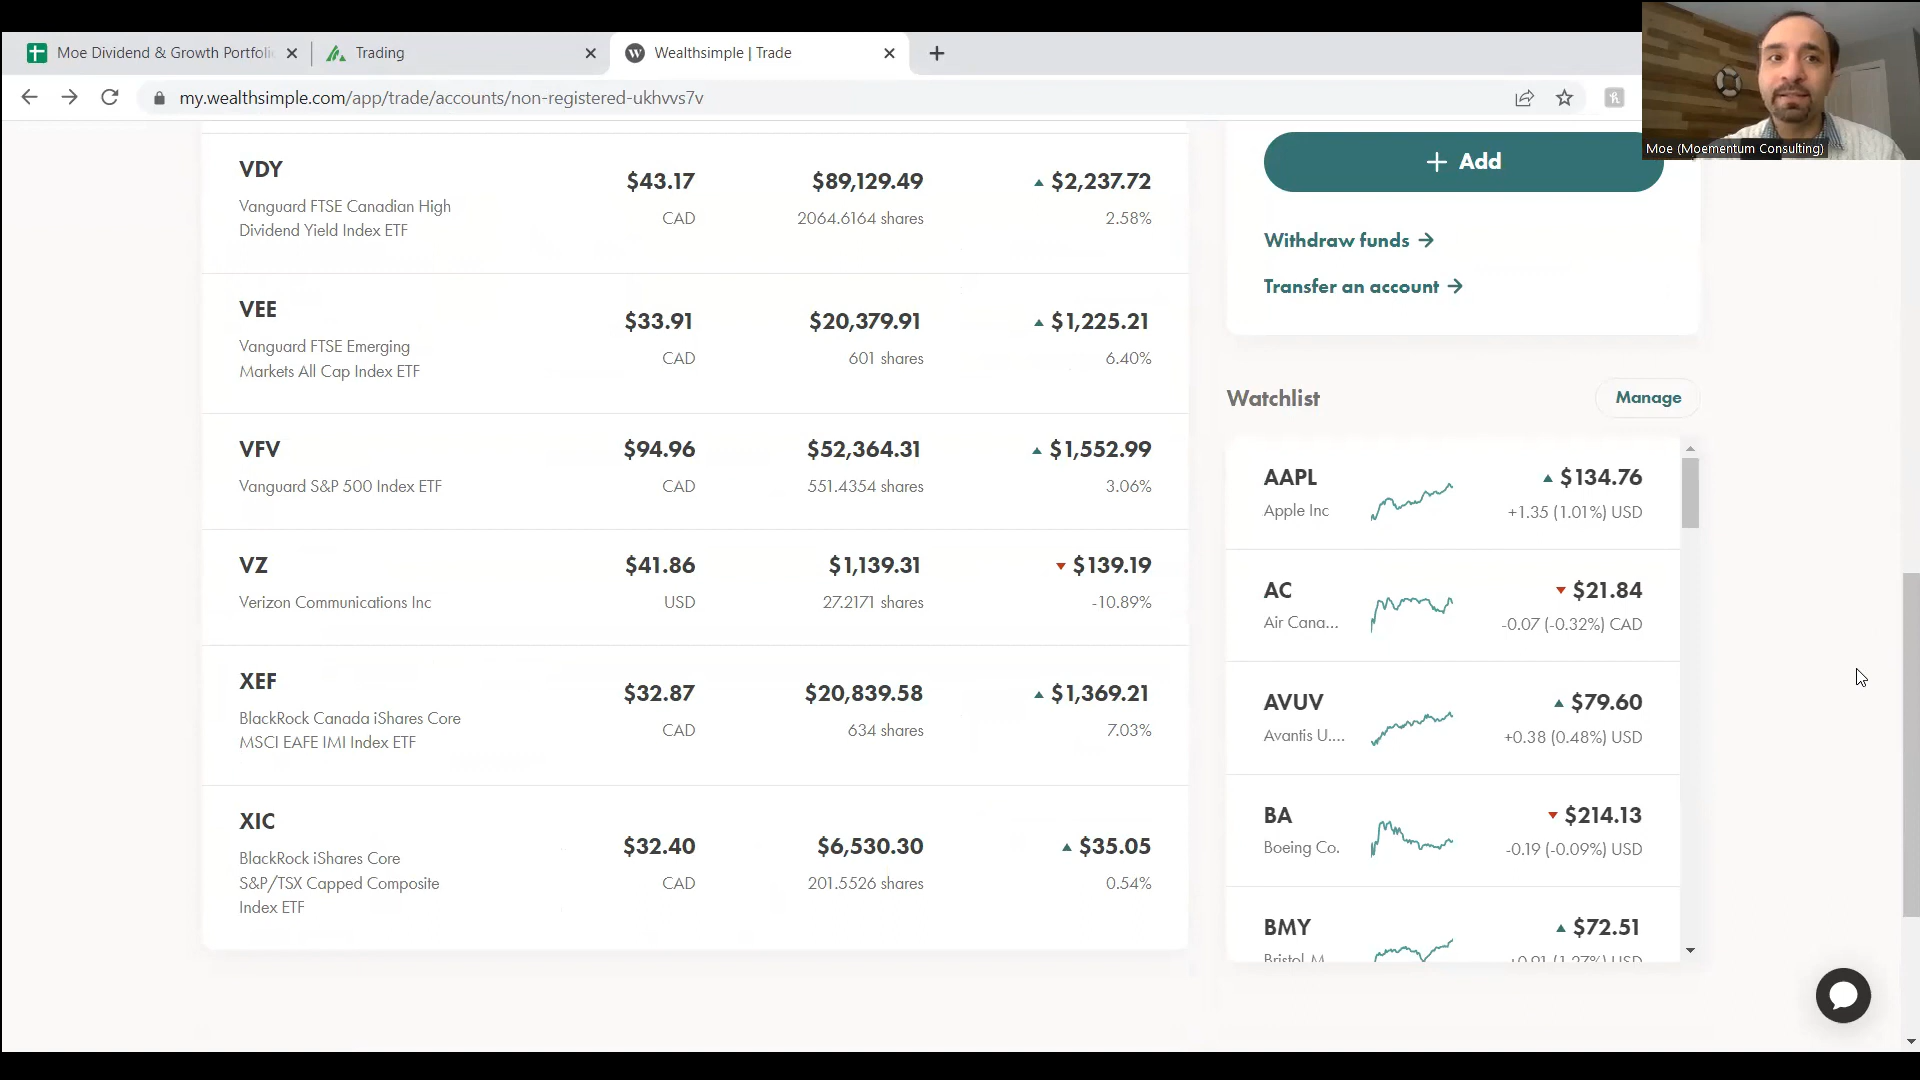 Moe Dividend & Growth Portfoli
Trading
Wealthsimple | Trade
my.wealthsimple.com/app/trade/accounts/non-registered-ukhvvs7v
Moe (Moementum Consulting)
VDY
Vanguard FTSE Canadian High
Dividend Yield Index ETF
$43.17
CAD
$89,129.49
2064.6164 shares
$2,237.72
2.58%
VEE
Vanguard FTSE Emerging
Markets All Cap Index ETF
$33.91
CAD
$20,379.91
601 shares
$1,225.21
6.40%
VFV
Vanguard S&P 500 Index ETF
$94.96
CAD
$52,364.31
551.4354 shares
$1,552.99
3.06%
VZ
Verizon Communications Inc
$41.86
USD
$1,139.31
27.2171 shares
$139.19
-10.89%
XEF
BlackRock Canada iShares Core
MSCI EAFE IMI Index ETF
$32.87
CAD
$20,839.58
634 shares
$1,369.21
7.03%
XIC
BlackRock iShares Core
S&P/TSX Capped Composite
Index ETF
$32.40
CAD
$6,530.30
201.5526 shares
$35.05
0.54%
+ Add
Withdraw funds →
Transfer an account →
Watchlist
Manage
AAPL
Apple Inc
$134.76
+1.35 (1.01%) USD
AC
Air Cana...
$21.84
-0.07 (-0.32%) CAD
AVUV
Avantis U....
$79.60
+0.38 (0.48%) USD
BA
Boeing Co.
$214.13
-0.19 (-0.09%) USD
BMY
Bristol-M
$72.51
+0.91 (1.27%) USD